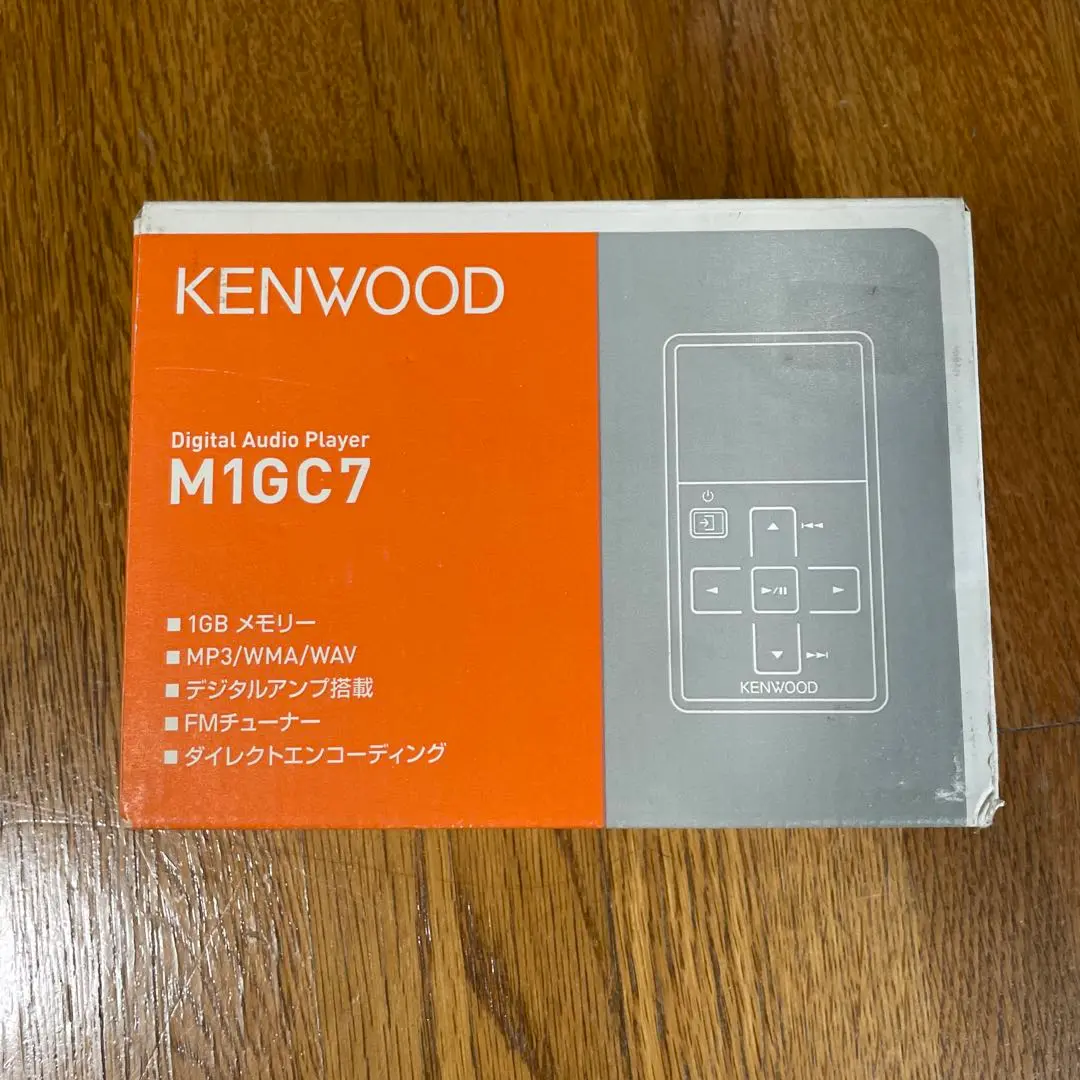 KENWOOD
Digital Audio Player
M1GC7
■ 1GB メモリー
■ MP3/WMA/WAV
■ デジタルアンプ搭載
■ FMチューナー
■ ダイレクトエンコーディング
KENWOOD